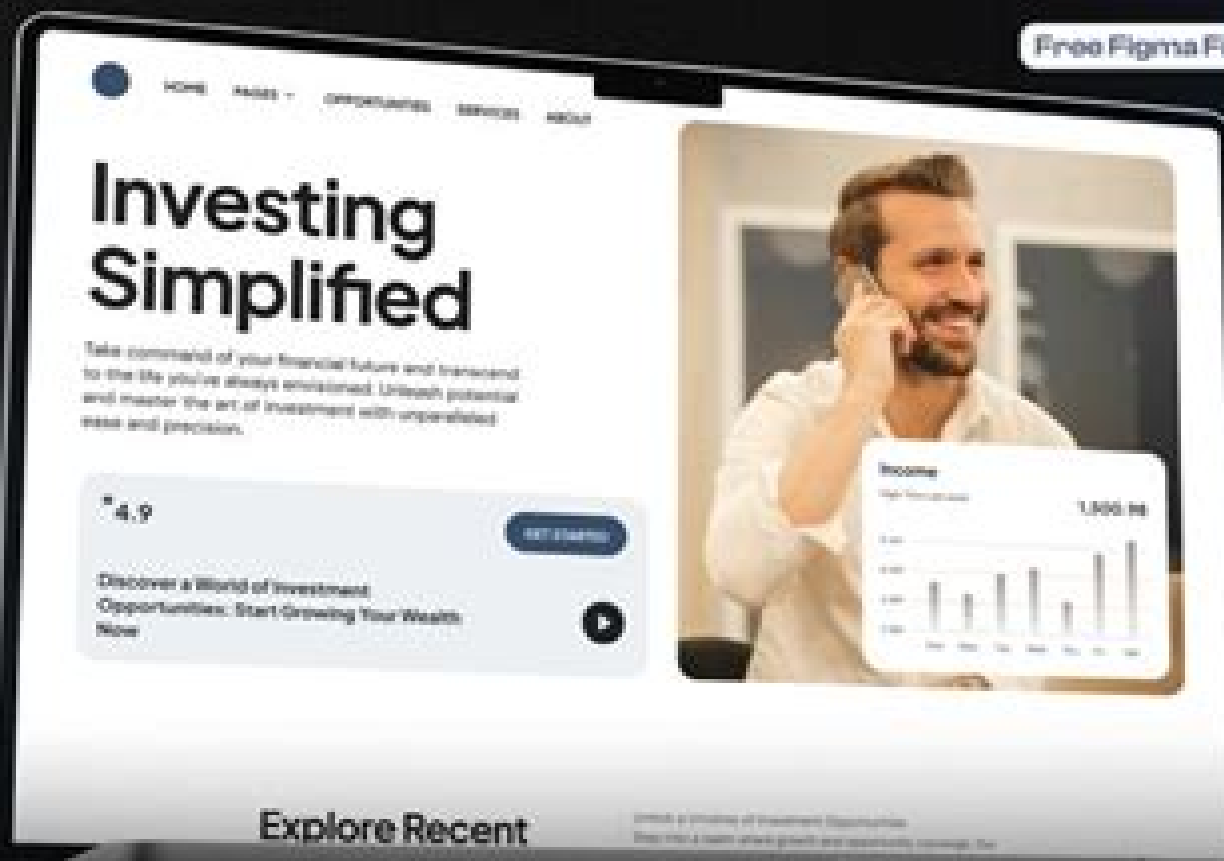 Free Figma F
HOME PAGES OPPORTUNITIES SERVICES ABOUT
Investing
Simplified
Take command of your financial future and transcend
to the life you've always envisioned. Unleash potential
and master the art of investment with unparalleled
ease and precision.
4.9
GET STARTED
Discover a World of Investment
Opportunities: Start Growing Your Wealth
Now
Income
Explore Recent